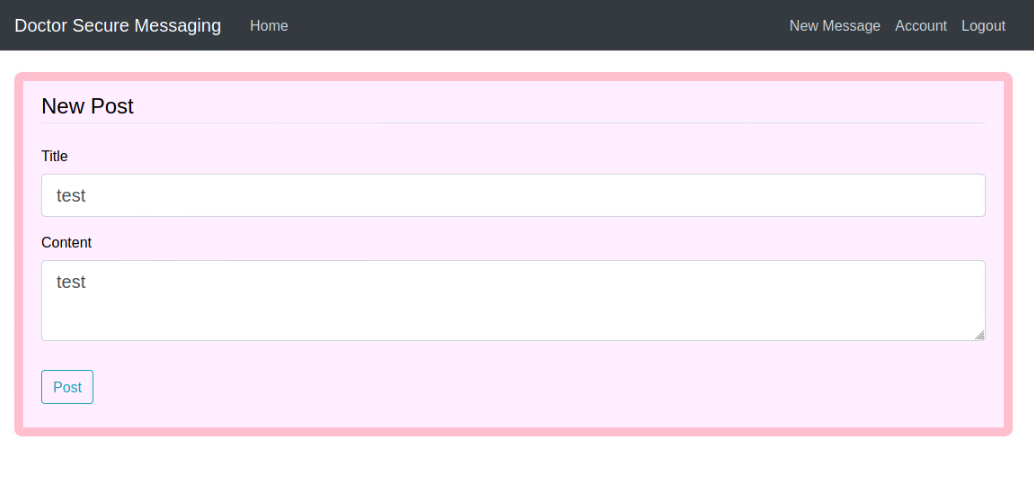 Doctor Secure Messaging Home New Message Account Logout
New Post
Title
test
Content
test
Post